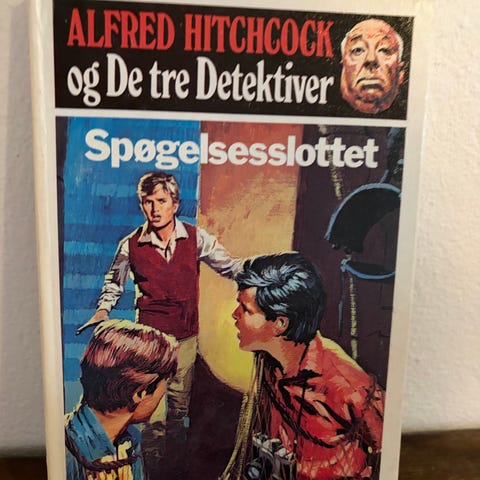 ALFRED HITCHCOCK
og De tre Detektiver
Spøgelsesslottet